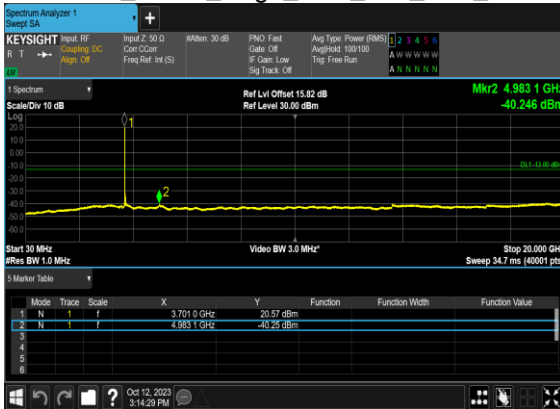 Spectrum Analyzer 1
Swept SA
+
KEYSIGHT Input: RF Input Z: 50 Ω #Atten: 30 dB PNO: Fast Avg Type: Power (RMS) 1 2 3 4 5 6
R T Coupling: DC Corr CCorr Gate: Off Avg|Hold: 100/100 A W W W W W
Align: Off Freq Ref: Int (S) IF Gain: Low Trig: Free Run
LW Sig Track: Off A N N N N N
1 Spectrum Ref Lvl Offset 15.82 dB Mkr2 4.983 1 GHz
Scale/Div 10 dB Ref Level 30.00 dBm -40.246 dBm
Log
20.0
10.0
0.00
-10.0 DL1 -13.00 dBm
-20.0
-30.0
-40.0
-50.0
-60.0
1
2
Start 30 MHz Video BW 3.0 MHz* Stop 20.000 GH
#Res BW 1.0 MHz Sweep 34.7 ms (40001 pts
5 Marker Table
Mode Trace Scale X Y Function Function Width Function Value
1 N 1 f 3.701 0 GHz 20.57 dBm
2 N 1 f 4.983 1 GHz -40.25 dBm
3
4
5
6
? Oct 12, 2023
3:14:29 PM